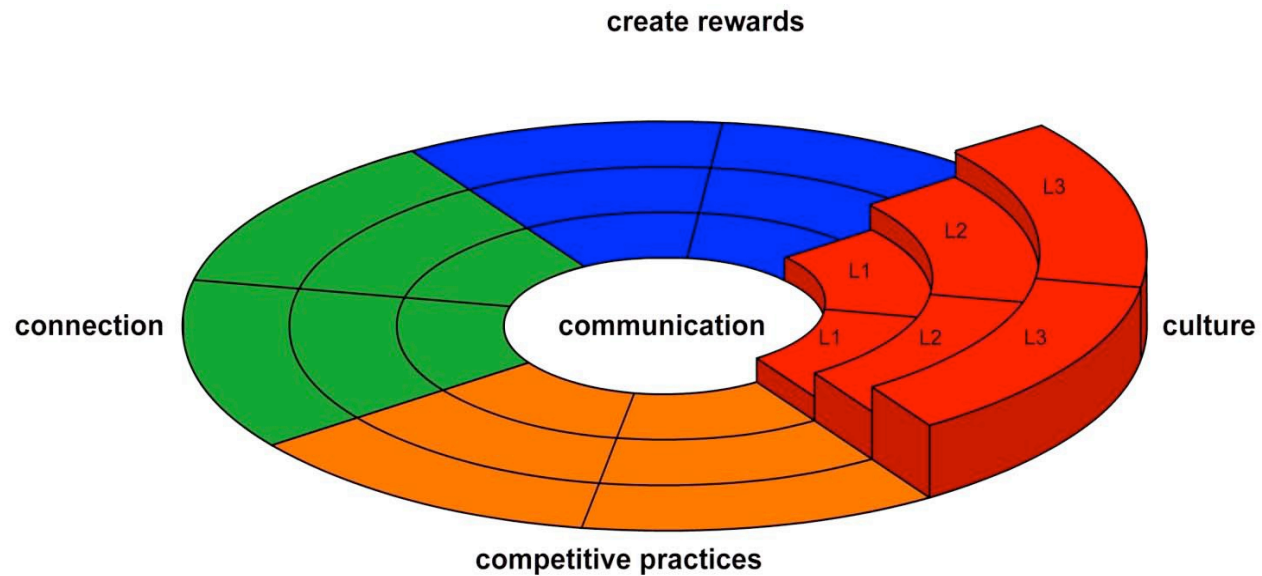 create rewards
L3
L2
L1
connection
communication
culture
L1
L2
L3
competitive practices